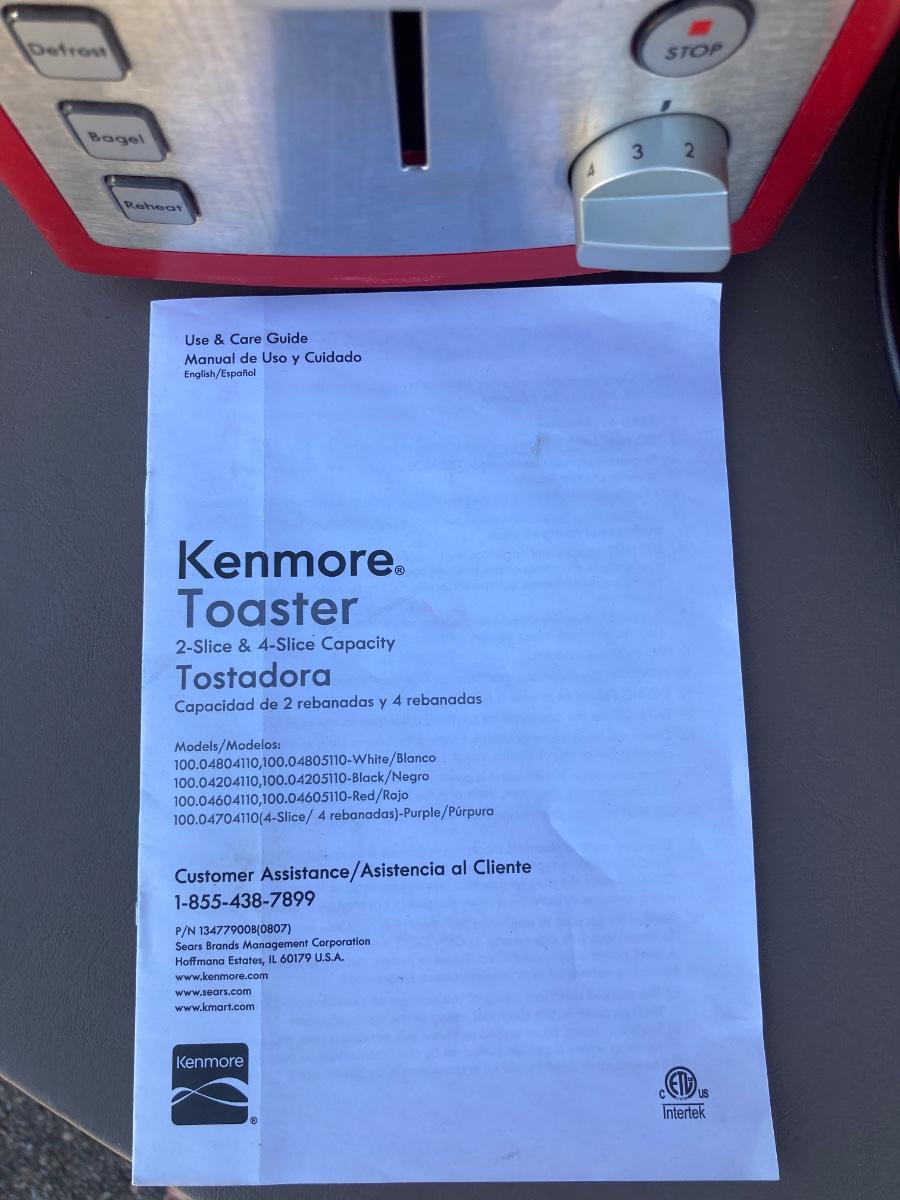 Defrost
STOP
Bagel
4 3 2
Reheat
Use & Care Guide
Manual de Uso y Cuidado
English/Español
Kenmore®
Toaster
2-Slice & 4-Slice Capacity
Tostadora
Capacidad de 2 rebanadas y 4 rebanadas
Models/Modelos:
100.04804110,100.04805110-White/Blanco
100.04204110,100.04205110-Black/Negro
100.04604110,100.04605110-Red/Rojo
100.04704110(4-Slice/ 4 rebanadas)-Purple/Púrpura
Customer Assistance/Asistencia al Cliente
1-855-438-7899
P/N 13477900B(0807)
Sears Brands Management Corporation
Hoffmana Estates, IL 60179 U.S.A.
www.kenmore.com
www.sears.com
www.kmart.com
Kenmore
®
C ETL US
Intertek